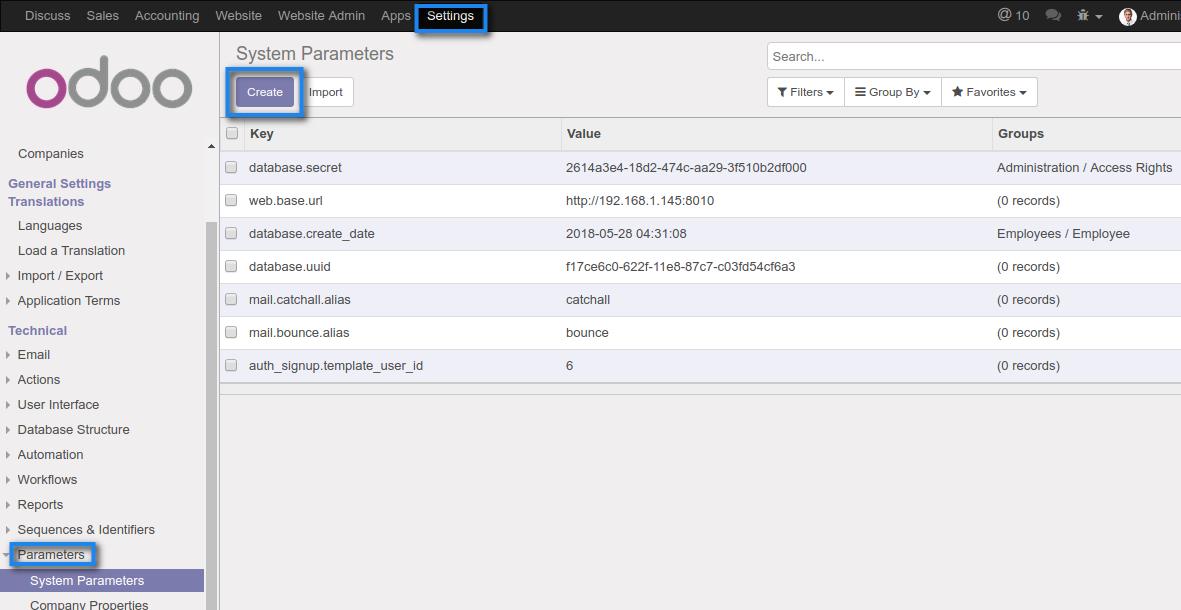 Discuss Sales Accounting Website Website Admin Apps Settings @ 10 Adminis
odoo
Companies
General Settings
Translations
Languages
Load a Translation
Import / Export
Application Terms
Technical
Email
Actions
User Interface
Database Structure
Automation
Workflows
Reports
Sequences & Identifiers
Parameters
System Parameters
Company Properties
System Parameters
Search...
Create Import
Filters Group By Favorites
Key Value Groups
database.secret 2614a3e4-18d2-474c-aa29-3f510b2df000 Administration / Access Rights
web.base.url http://192.168.1.145:8010 (0 records)
database.create_date 2018-05-28 04:31:08 Employees / Employee
database.uuid f17ce6c0-622f-11e8-87c7-c03fd54cf6a3 (0 records)
mail.catchall.alias catchall (0 records)
mail.bounce.alias bounce (0 records)
auth_signup.template_user_id 6 (0 records)